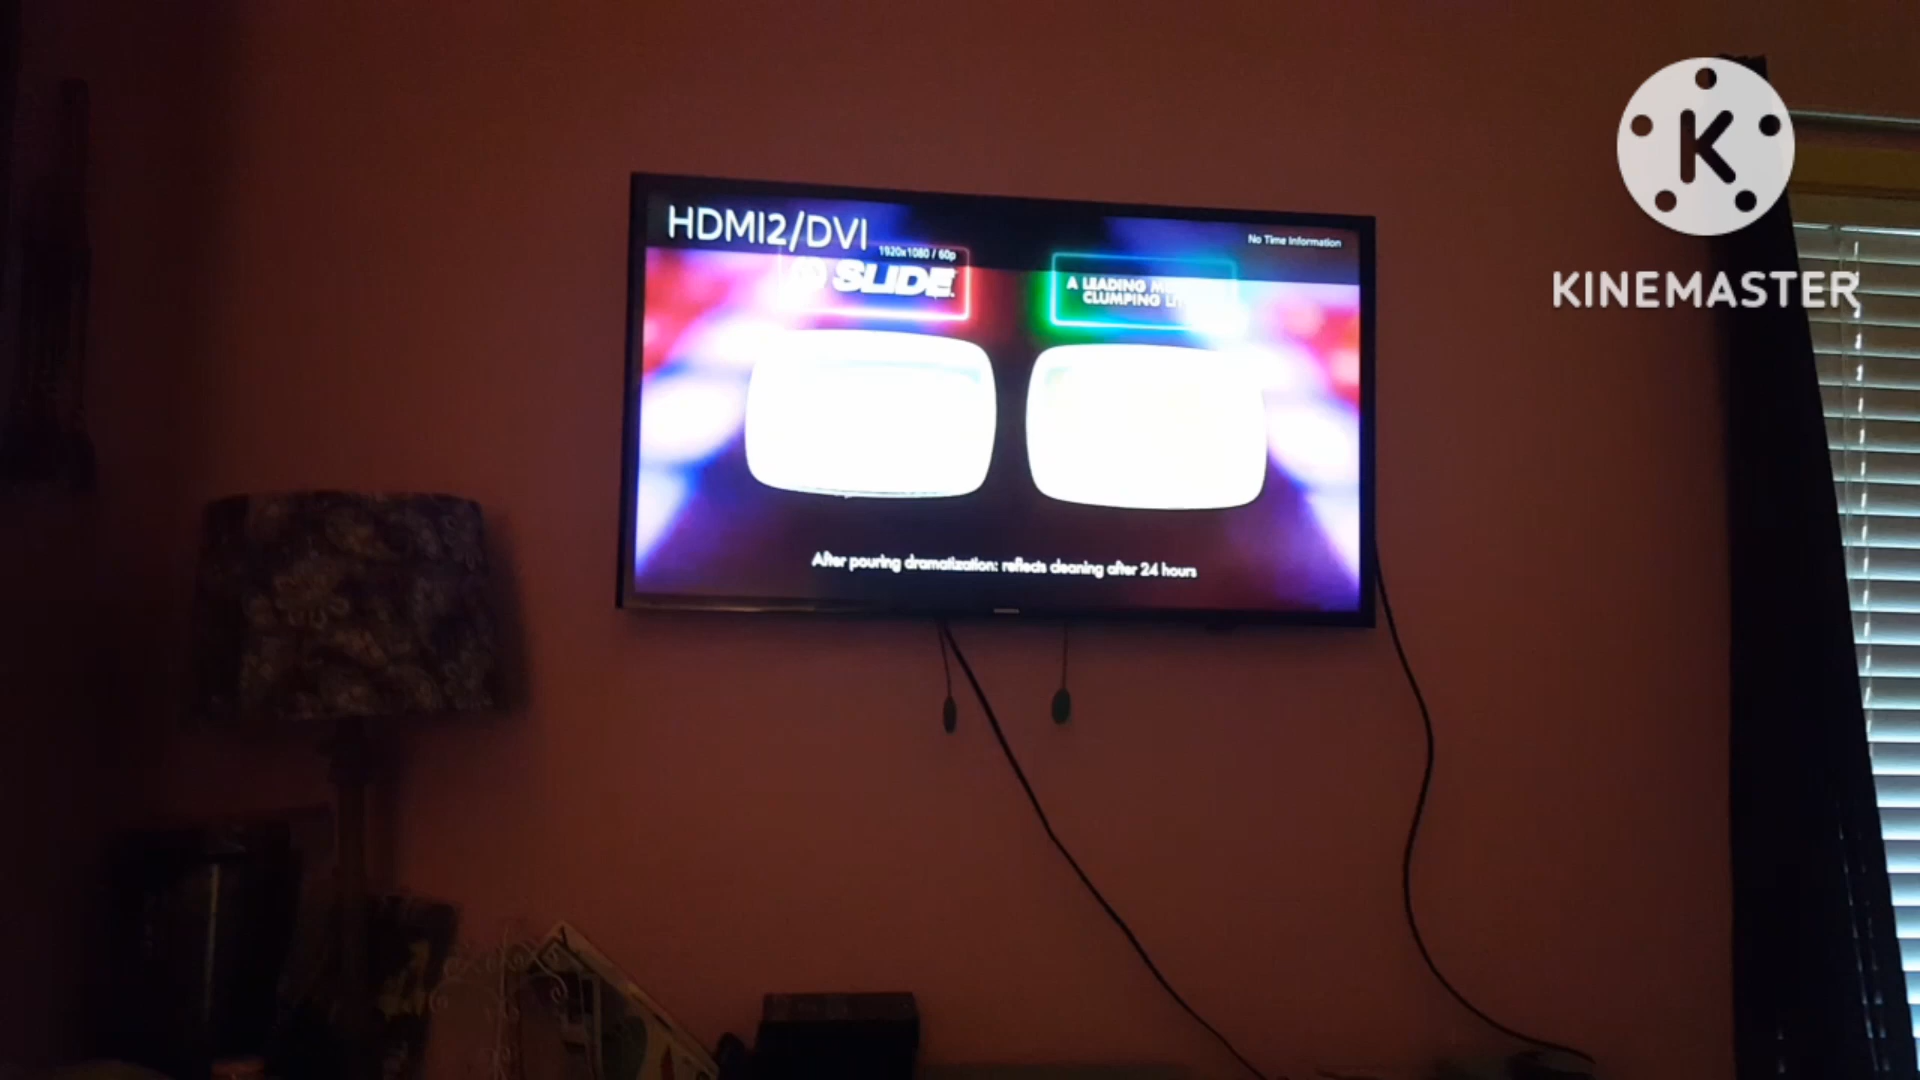 HDMI2/DVI
1920x1080 / 60p
No Time Information
SLIDE
A LEADING
CLUMPING
After pouring dramatization: reflects cleaning after 24 hours
K
KINEMASTER